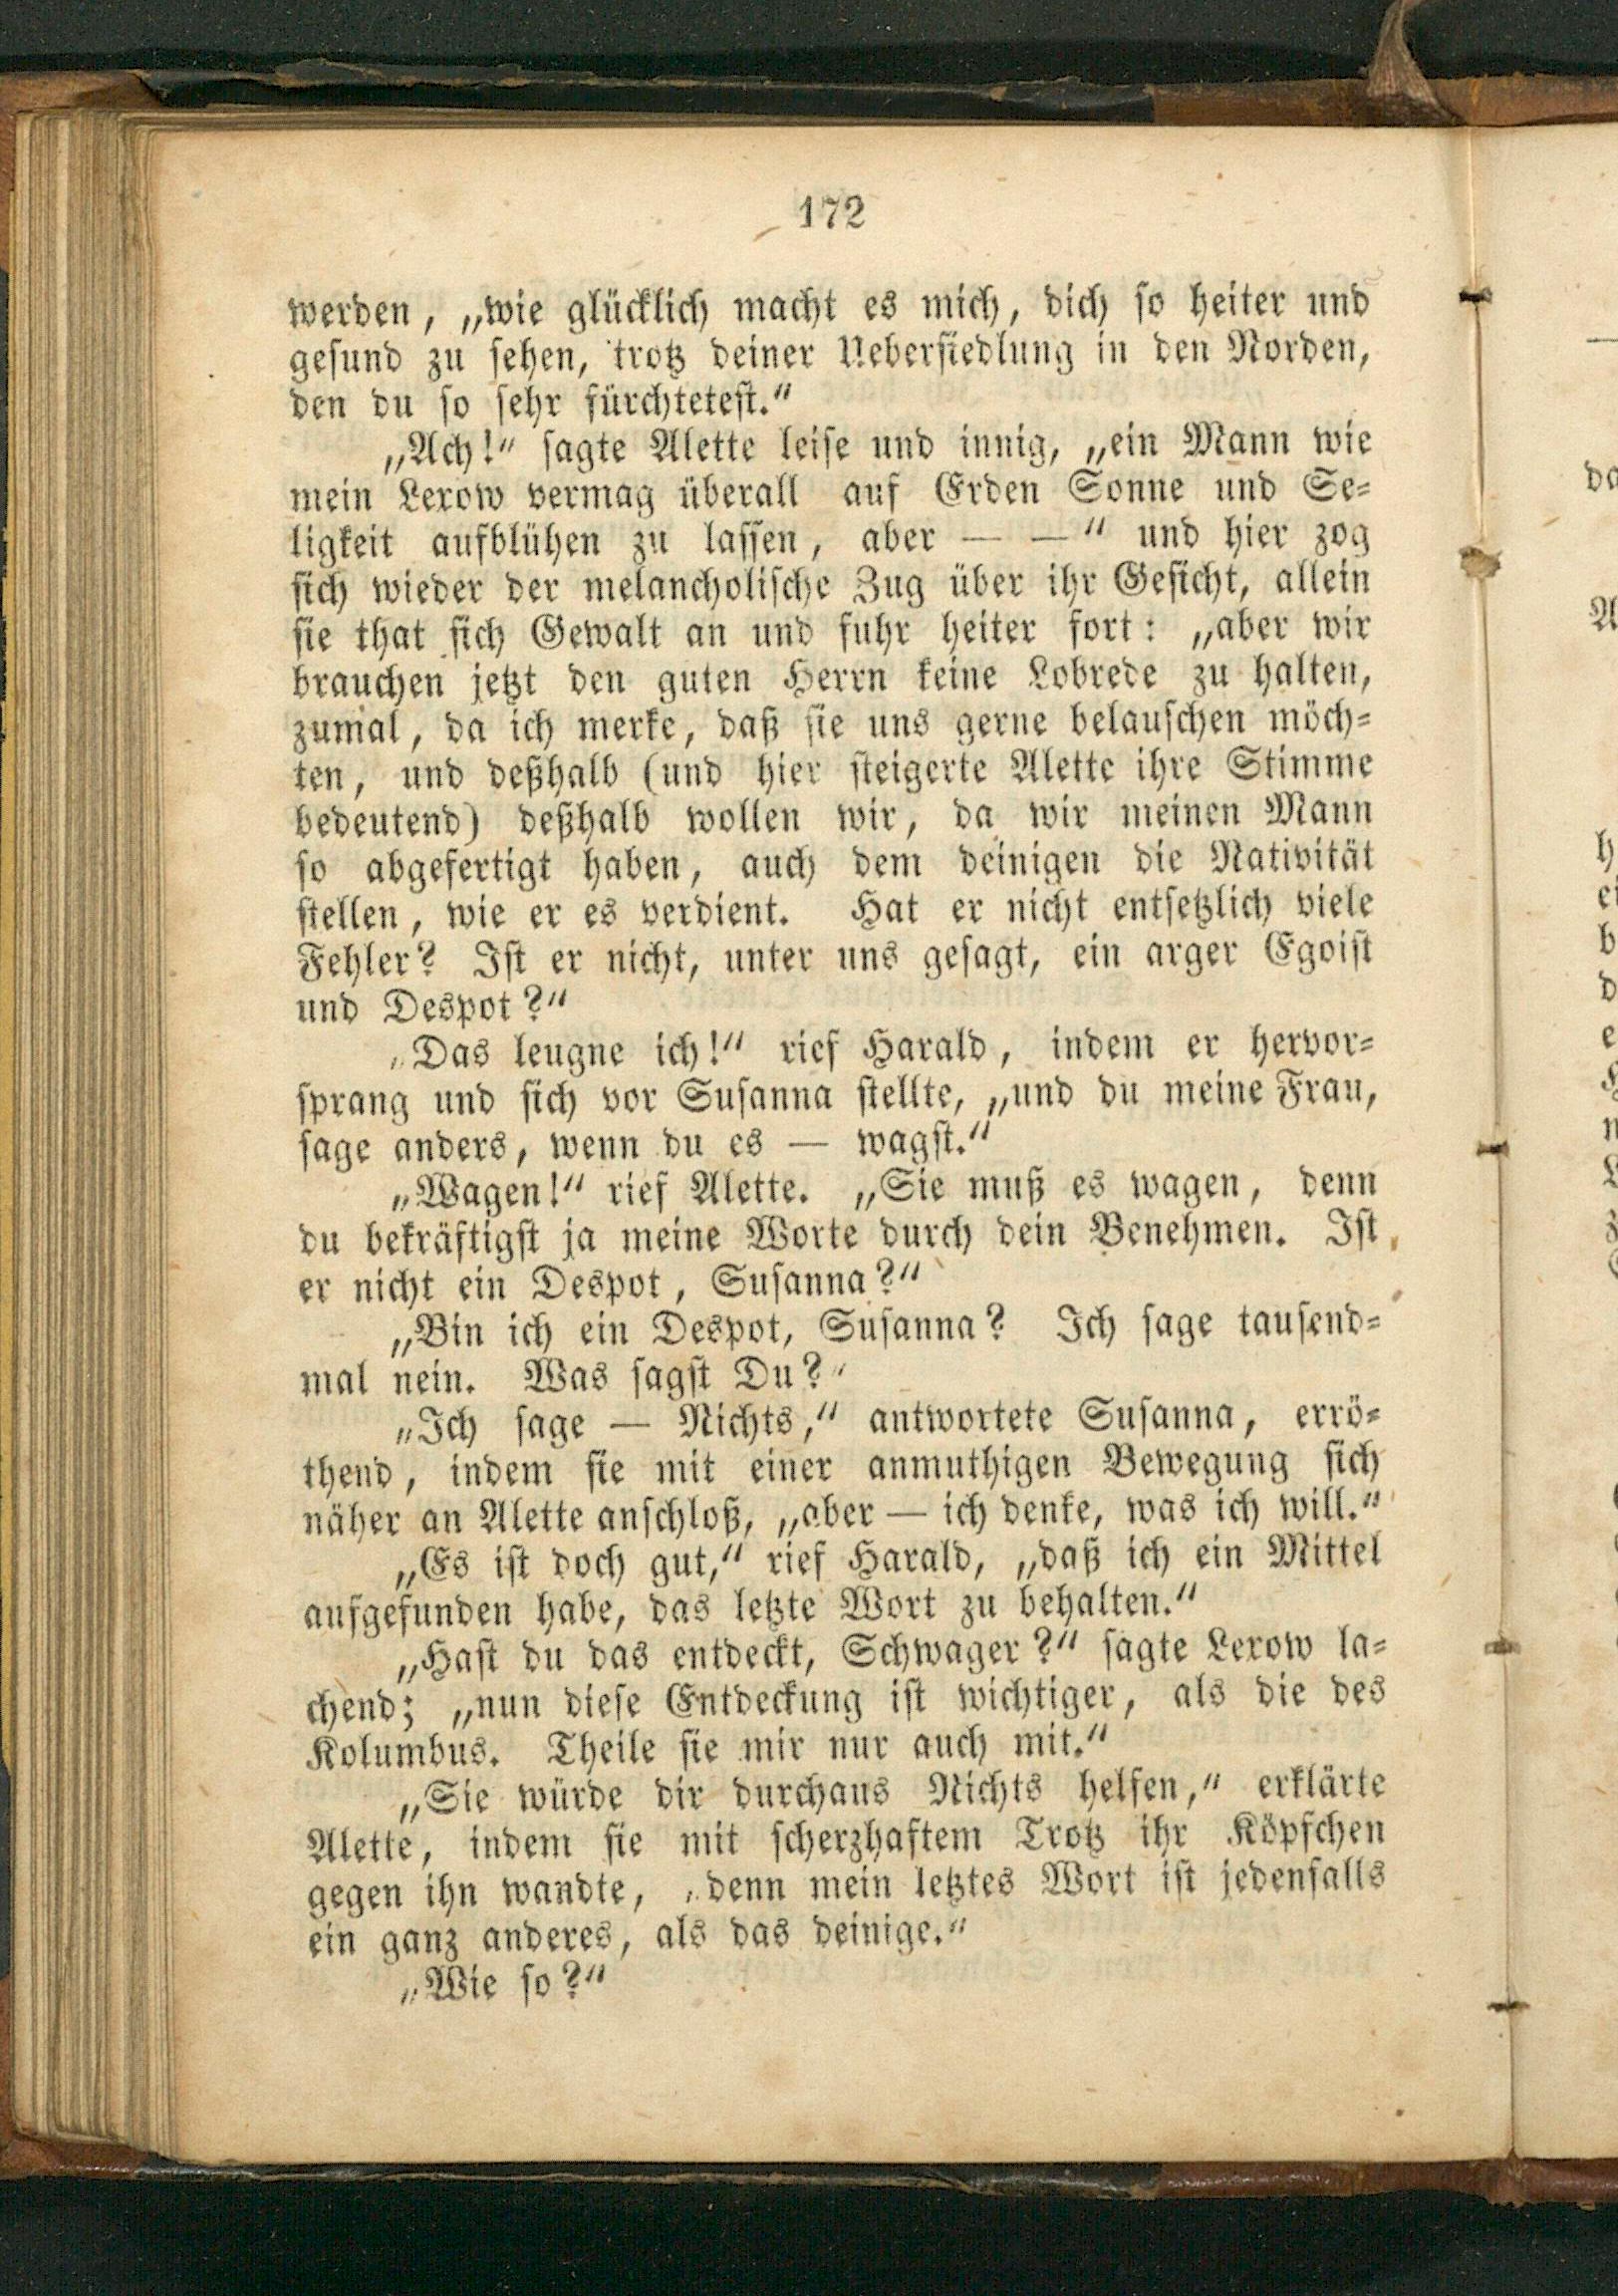 172
werden, „wie glücklich macht es mich, dich so heiter und
gesund zu sehen, trotz deiner Uebersiedlung in den Norden,
den du so sehr fürchtetest.“
„Ach!“ sagte Alette leise und innig, „ein Mann wie
mein Lexow vermag überall auf Erden Sonne und Se-
ligkeit aufblühen zu lassen, aber — —“ und hier zog
sich wieder der melancholische Zug über ihr Gesicht, allein
sie that sich Gewalt an und fuhr heiter fort: „aber wir
brauchen jetzt den guten Herrn keine Lobrede zu halten,
zumal, da ich merke, daß sie uns gerne belauschen möch-
ten, und deßhalb (und hier steigerte Alette ihre Stimme
bedeutend) deßhalb wollen wir, da wir meinen Mann
so abgefertigt haben, auch dem deinigen die Nativität
stellen, wie er es verdient. Hat er nicht entsetzlich viele
Fehler? Ist er nicht, unter uns gesagt, ein arger Egoist
und Despot?“
„Das leugne ich!“ rief Harald, indem er hervor-
sprang und sich vor Susanna stellte, „und du meine Frau,
sage anders, wenn du es — wagst.“
„Wagen!“ rief Alette. „Sie muß es wagen, denn
du bekräftigst ja meine Worte durch dein Benehmen. Ist
er nicht ein Despot, Susanna?“
„Bin ich ein Despot, Susanna? Ich sage tausend-
mal nein. Was sagst Du?“
„Ich sage — Nichts,“ antwortete Susanna, errö-
thend, indem sie mit einer anmuthigen Bewegung sich
näher an Alette anschloß, „aber — ich denke, was ich will.“
„Es ist doch gut,“ rief Harald, „daß ich ein Mittel
aufgefunden habe, das letzte Wort zu behalten.“
„Hast du das entdeckt, Schwager?“ sagte Lexow la-
chend; „nun diese Entdeckung ist wichtiger, als die des
Kolumbus. Theile sie mir nur auch mit.“
„Sie würde dir durchaus Nichts helfen,“ erklärte
Alette, indem sie mit scherzhaftem Trotz ihr Köpfchen
gegen ihn wandte, „denn mein letztes Wort ist jedenfalls
ein ganz anderes, als das deinige.“
„Wie so?“